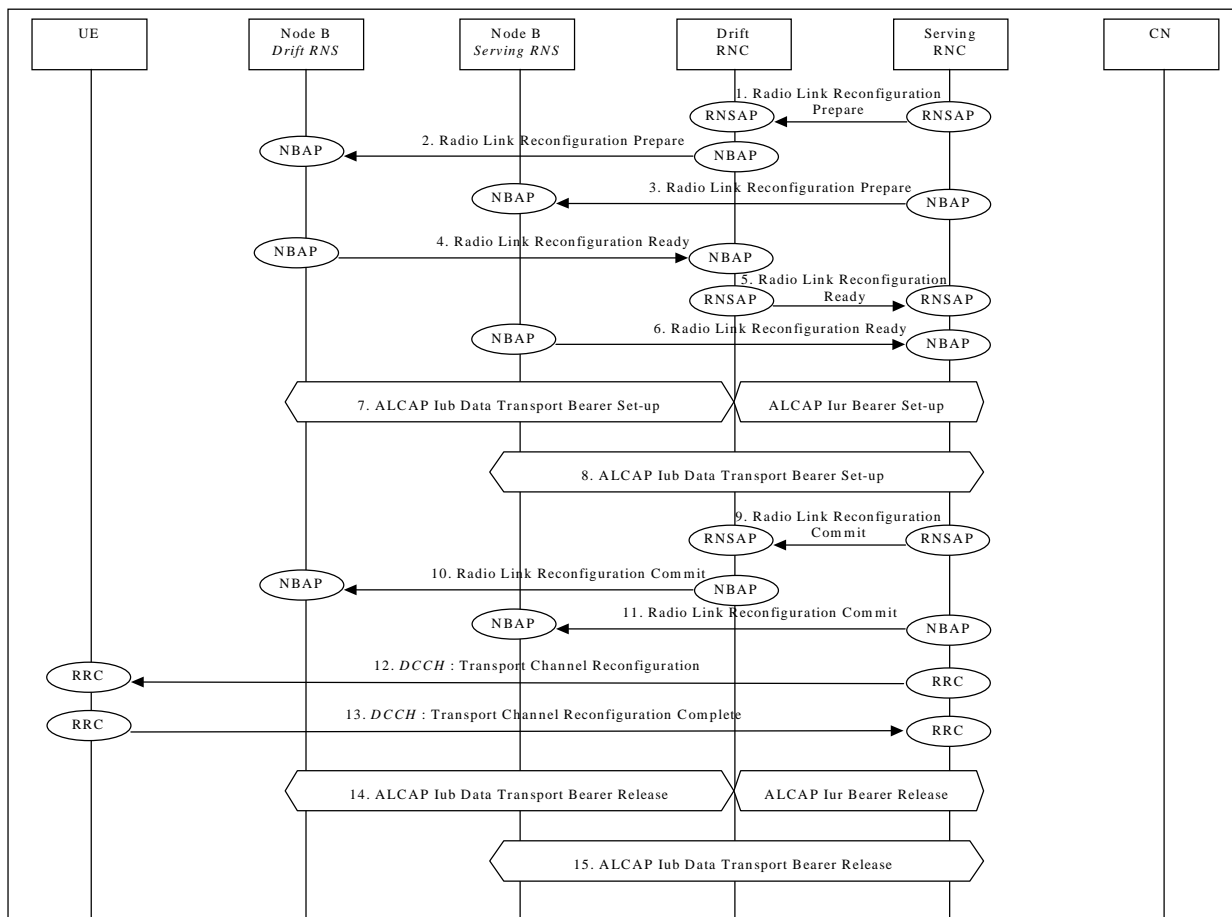 UE
Node B
Drift RNS
Node B
Serving RNS
Drift
RNC
Serving
RNC
CN
1. Radio Link Reconfiguration
Prepare
RNSAP
RNSAP
2. Radio Link Reconfiguration Prepare
NBAP
NBAP
3. Radio Link Reconfiguration Prepare
NBAP
NBAP
4. Radio Link Reconfiguration Ready
NBAP
NBAP
5. Radio Link Reconfiguration
Ready
RNSAP
RNSAP
6. Radio Link Reconfiguration Ready
NBAP
NBAP
7. ALCAP Iub Data Transport Bearer Set-up
ALCAP Iur Bearer Set-up
8. ALCAP Iub Data Transport Bearer Set-up
9. Radio Link Reconfiguration
Commit
RNSAP
RNSAP
10. Radio Link Reconfiguration Commit
NBAP
NBAP
11. Radio Link Reconfiguration Commit
NBAP
NBAP
12. DCCH : Transport Channel Reconfiguration
RRC
RRC
13. DCCH : Transport Channel Reconfiguration Complete
RRC
RRC
14. ALCAP Iub Data Transport Bearer Release
ALCAP Iur Bearer Release
15. ALCAP Iub Data Transport Bearer Release